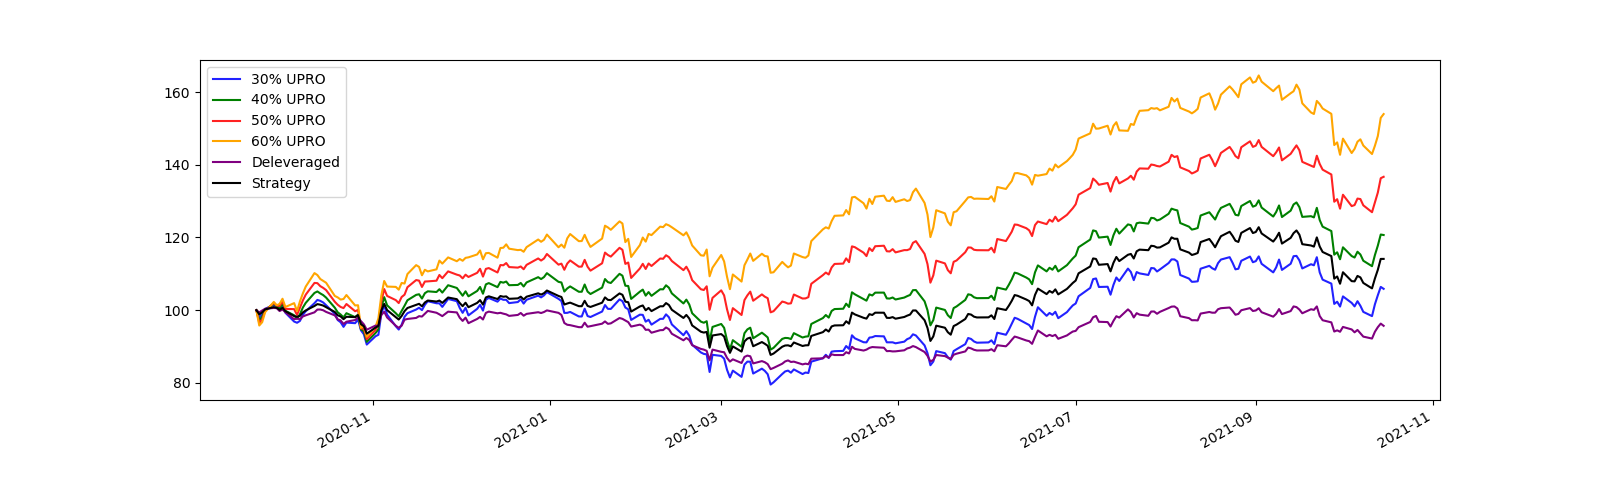 160
140
120
100
80
30% UPRO
40% UPRO
50% UPRO
60% UPRO
Deleveraged
Strategy
2020-11
2021-01
2021-03
2021-05
2021-07
2021-09
2021-11